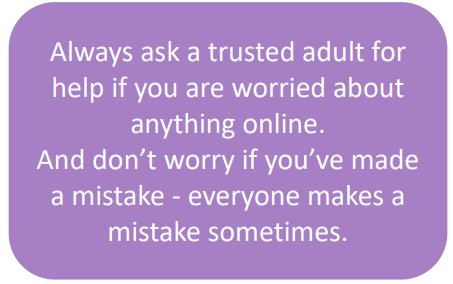 Always ask a trusted adult for
help if you are worried about
anything online.
And don’t worry if you’ve made
a mistake - everyone makes a
mistake sometimes.